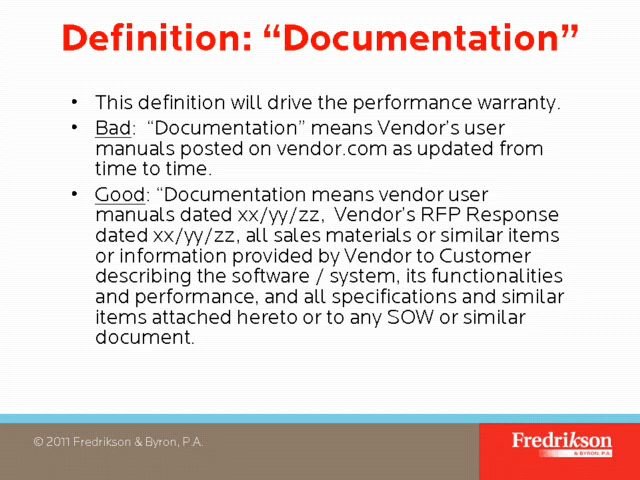 Definition: “Documentation”
• This definition will drive the performance warranty.
• Bad:  “Documentation” means Vendor’s user
manuals posted on vendor.com as updated from
time to time.
• Good: “Documentation means vendor user
manuals dated xx/yy/zz,  Vendor’s RFP Response
dated xx/yy/zz, all sales materials or similar items
or information provided by Vendor to Customer
describing the software / system, its functionalities
and performance, and all specifications and similar
items attached hereto or to any SOW or similar
document.
© 2011 Fredrikson & Byron, P.A.
Fredrikson
& BYRON, P.A.